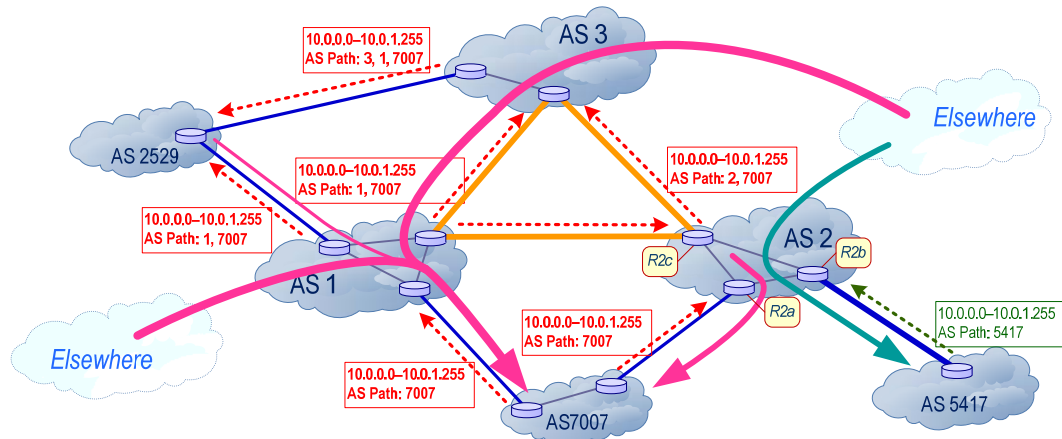 10.0.0.0–10.0.1.255
AS Path: 3, 1, 7007
AS 3
Elsewhere
AS 2529
10.0.0.0–10.0.1.255
AS Path: 1, 7007
10.0.0.0–10.0.1.255
AS Path: 2, 7007
10.0.0.0–10.0.1.255
AS Path: 1, 7007
AS 2
R2c
R2b
AS 1
R2a
10.0.0.0–10.0.1.255
AS Path: 5417
10.0.0.0–10.0.1.255
AS Path: 7007
Elsewhere
10.0.0.0–10.0.1.255
AS Path: 7007
AS7007
AS 5417